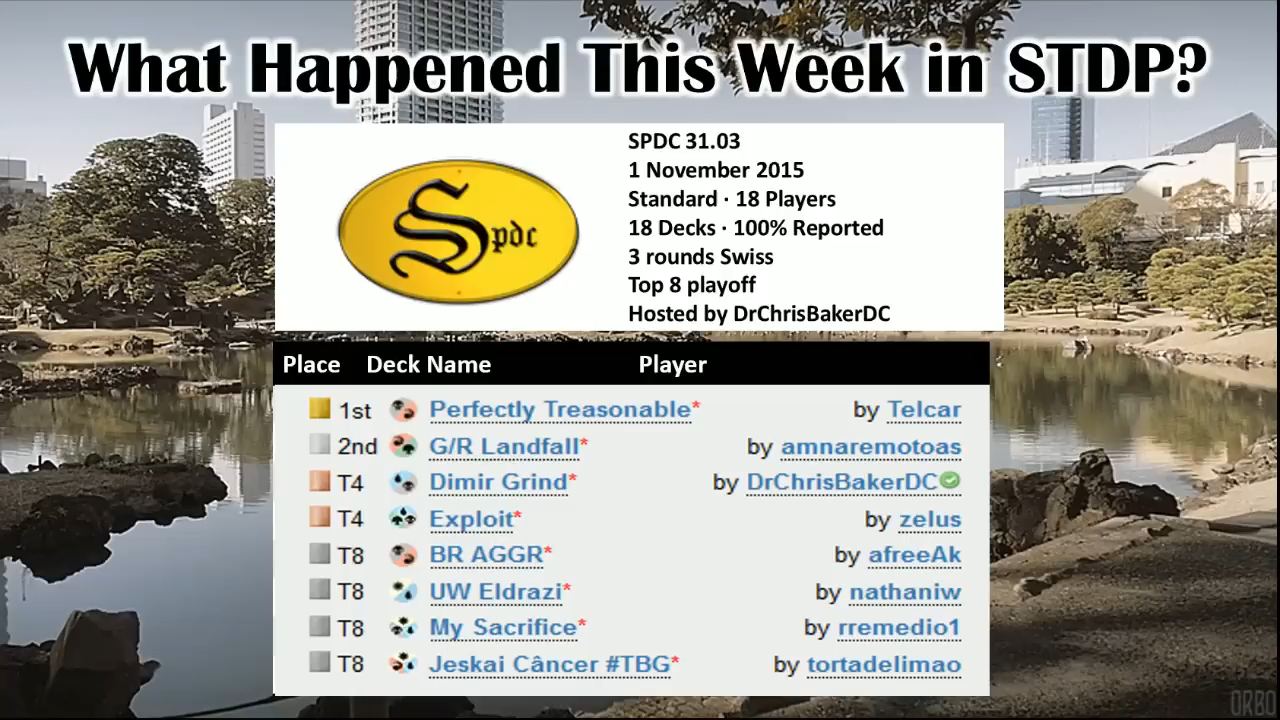 What Happened This Week in STDP?
Spdc
SPDC 31.03
1 November 2015
Standard · 18 Players
18 Decks · 100% Reported
3 rounds Swiss
Top 8 playoff
Hosted by DrChrisBakerDC
Place Deck Name Player
1st Perfectly Treasonable* by Telcar
2nd G/R Landfall* by amnaremotoas
T4 Dimir Grind* by DrChrisBakerDC
T4 Exploit* by zelus
T8 BR AGGR* by afreeAk
T8 UW Eldrazi* by nathaniw
T8 My Sacrifice* by rremedio1
T8 Jeskai Câncer #TBG* by tortadelimao
ORBO